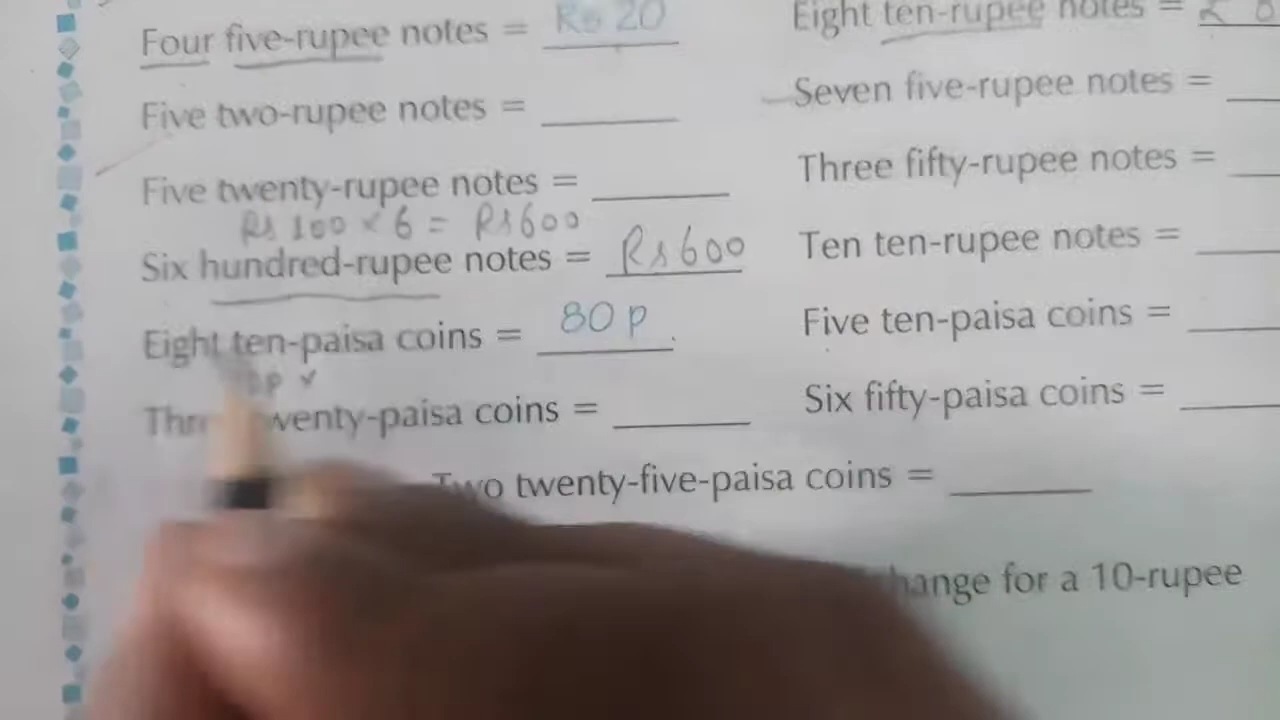 Four five-rupee notes = Rs 20
Five two-rupee notes =
Five twenty-rupee notes =
Rs 100 × 6 = Rs 600
Six hundred-rupee notes = Rs 600
Eight ten-paisa coins = 80 p
twenty-paisa coins =
Eight ten-rupee notes =
Seven five-rupee notes =
Three fifty-rupee notes =
Ten ten-rupee notes =
Five ten-paisa coins =
Six fifty-paisa coins =
Two twenty-five-paisa coins =
for a 10-rupee